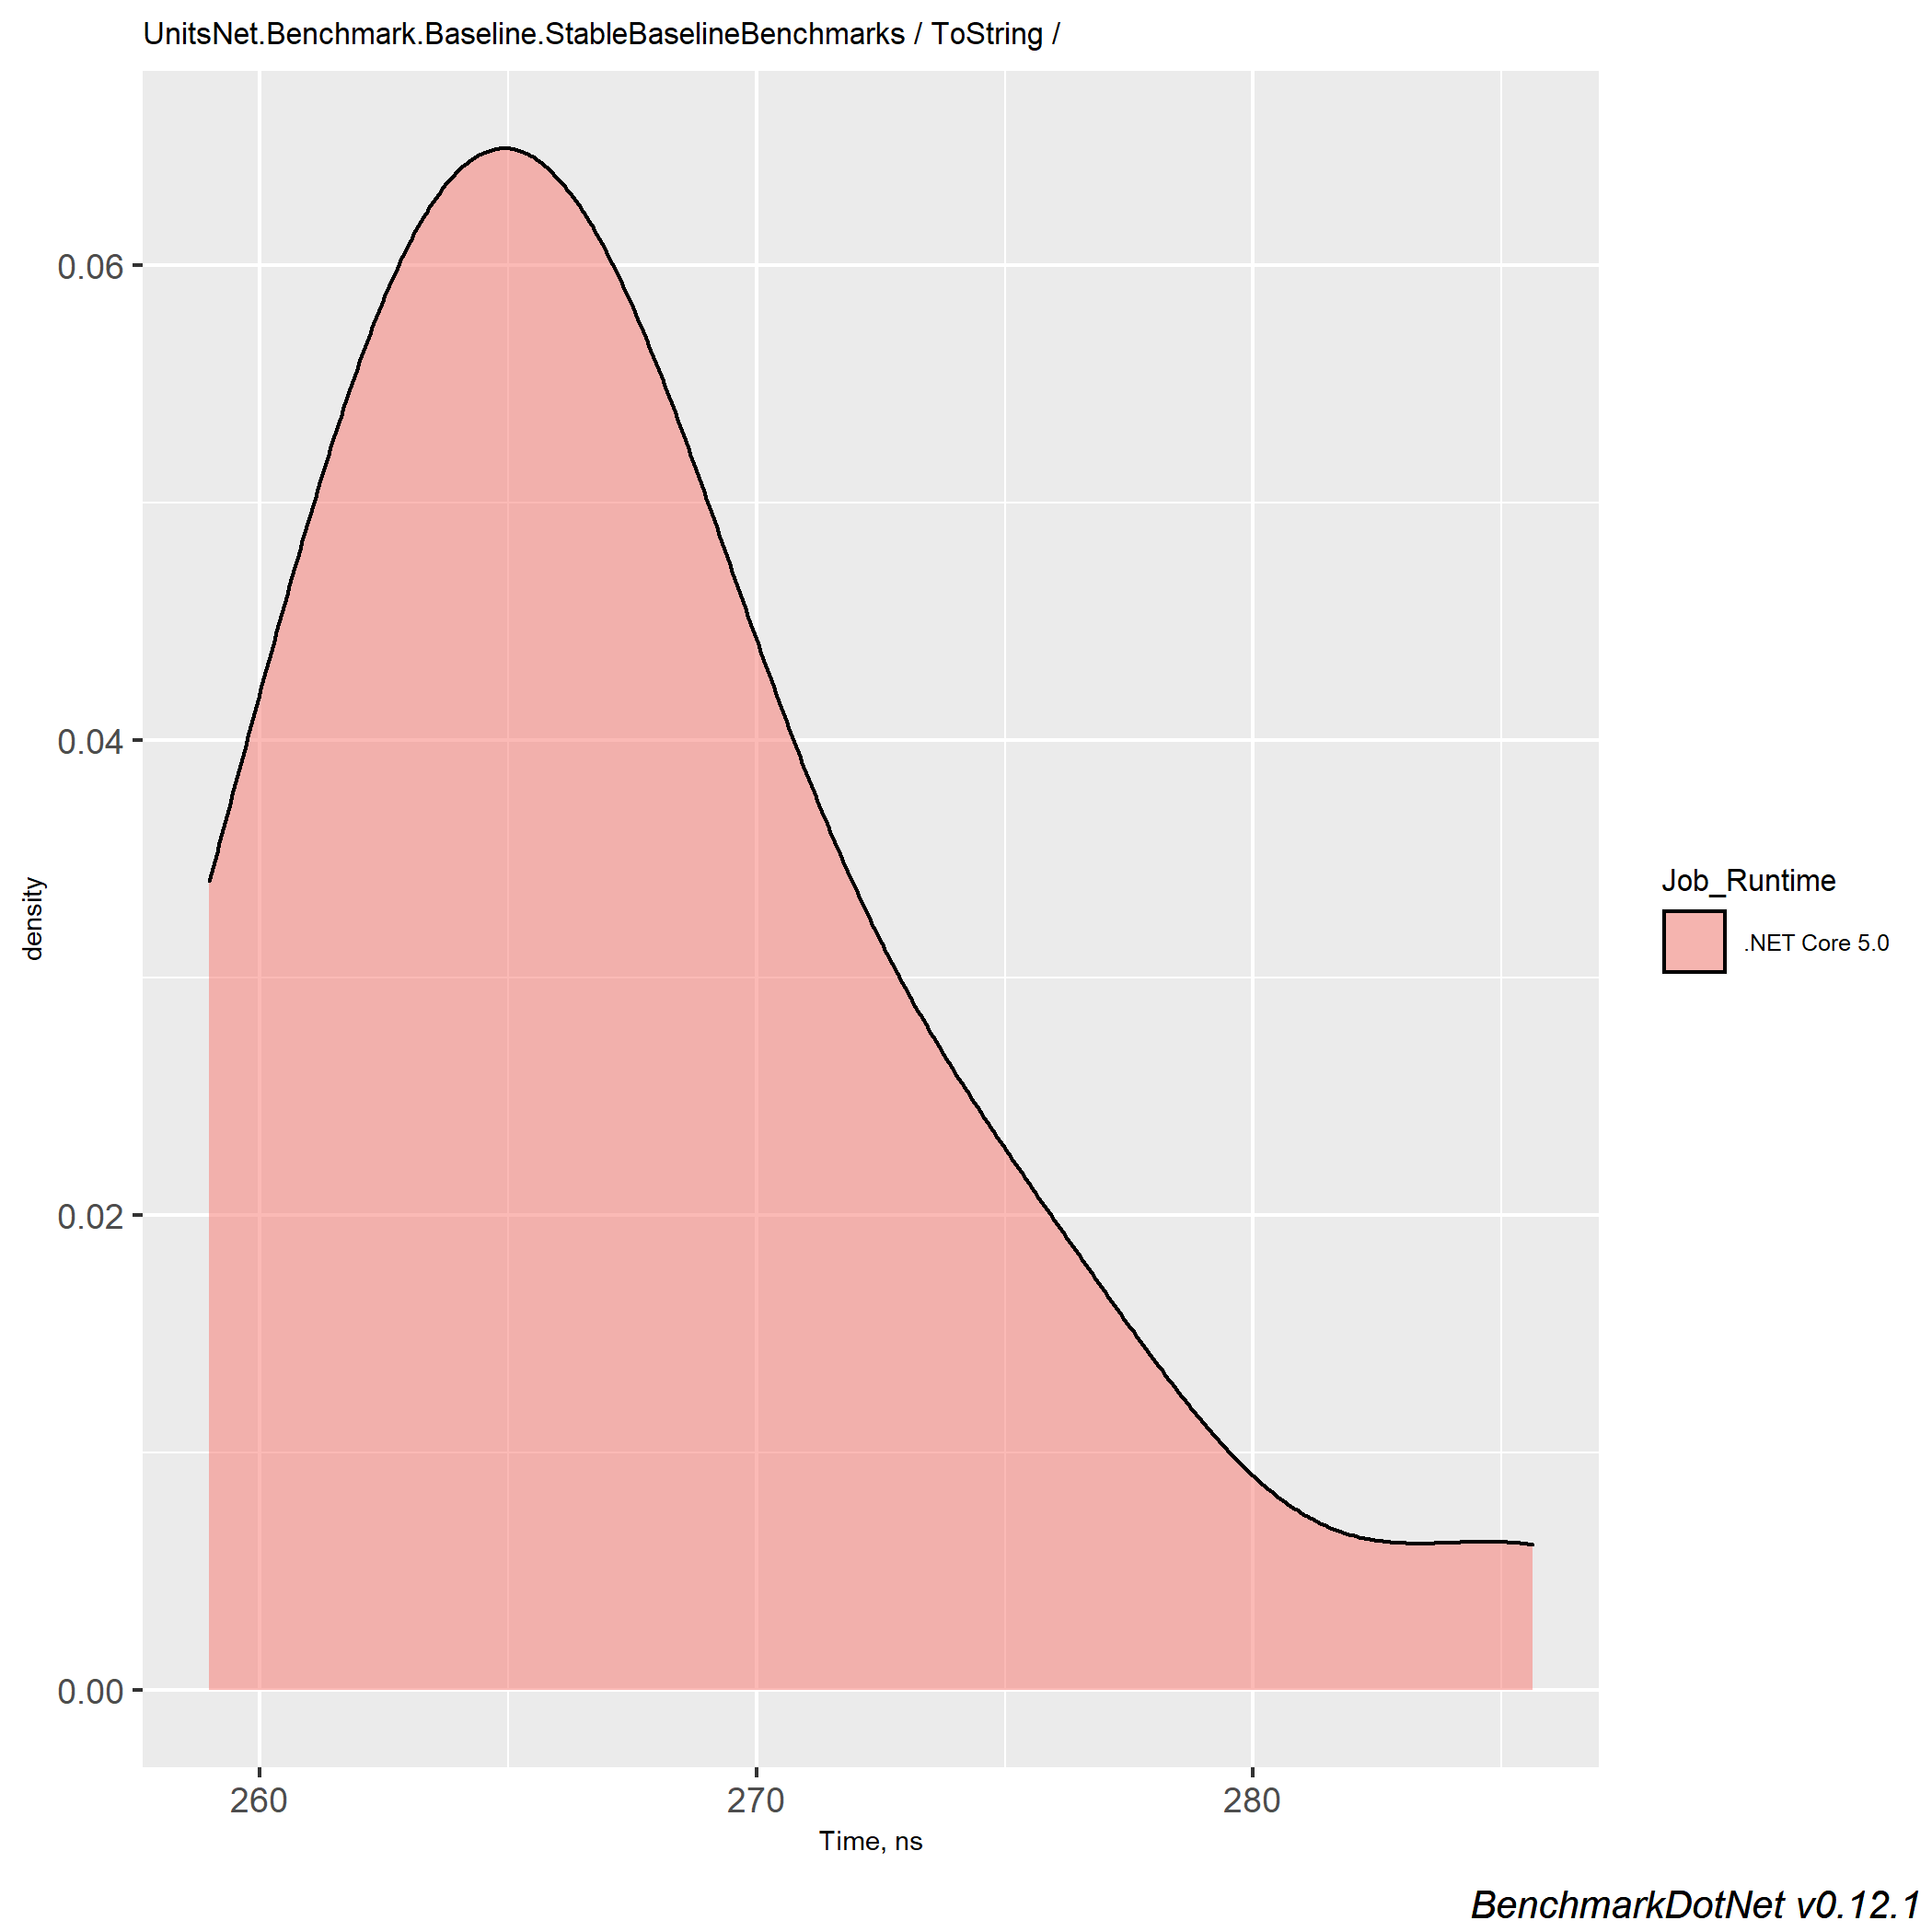 UnitsNet.Benchmark.Baseline.StableBaselineBenchmarks / ToString /
0.06
0.04
0.02
0.00
density
260 270 280
Time, ns
Job_Runtime
.NET Core 5.0
BenchmarkDotNet v0.12.1